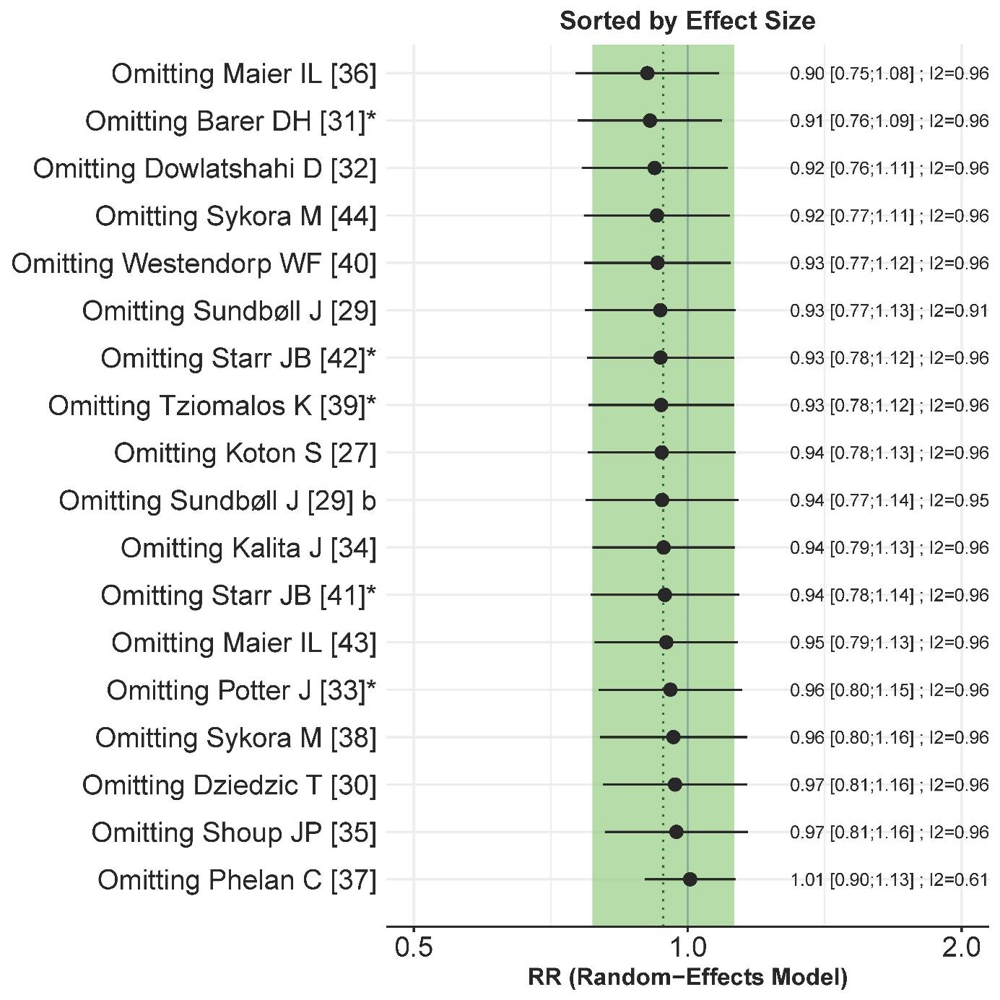 Sorted by Effect Size
Omitting Maier IL [36] 0.90 [0.75;1.08] ; I2=0.96
Omitting Barer DH [31]* 0.91 [0.76;1.09] ; I2=0.96
Omitting Dowlatshahi D [32] 0.92 [0.76;1.11] ; I2=0.96
Omitting Sykora M [44] 0.92 [0.77;1.11] ; I2=0.96
Omitting Westendorp WF [40] 0.93 [0.77;1.12] ; I2=0.96
Omitting Sundbøll J [29] 0.93 [0.77;1.13] ; I2=0.91
Omitting Starr JB [42]* 0.93 [0.78;1.12] ; I2=0.96
Omitting Tziomalos K [39]* 0.93 [0.78;1.12] ; I2=0.96
Omitting Koton S [27] 0.94 [0.78;1.13] ; I2=0.96
Omitting Sundbøll J [29] b 0.94 [0.77;1.14] ; I2=0.95
Omitting Kalita J [34] 0.94 [0.79;1.13] ; I2=0.96
Omitting Starr JB [41]* 0.94 [0.78;1.14] ; I2=0.96
Omitting Maier IL [43] 0.95 [0.79;1.13] ; I2=0.96
Omitting Potter J [33]* 0.96 [0.80;1.15] ; I2=0.96
Omitting Sykora M [38] 0.96 [0.80;1.16] ; I2=0.96
Omitting Dziedzic T [30] 0.97 [0.81;1.16] ; I2=0.96
Omitting Shoup JP [35] 0.97 [0.81;1.16] ; I2=0.96
Omitting Phelan C [37] 1.01 [0.90;1.13] ; I2=0.61
0.5 1.0 2.0
RR (Random−Effects Model)